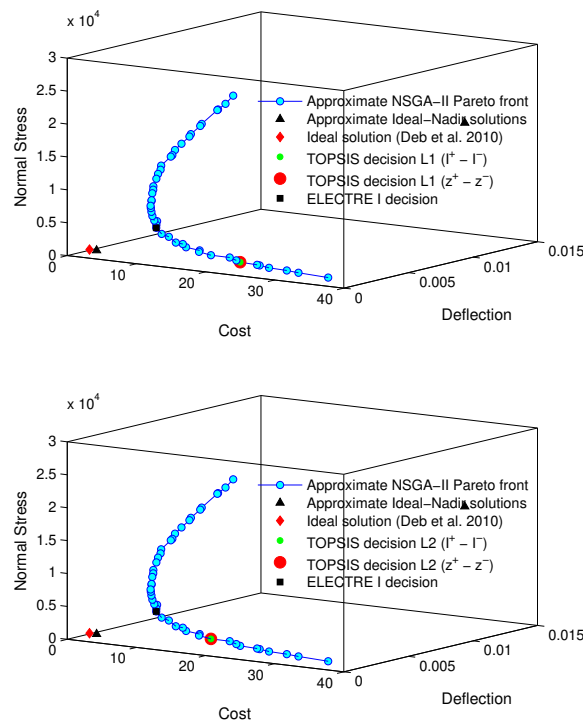 x 10⁴
3
2.5
2
1.5
1
0.5
0
Normal Stress
Approximate NSGA−II Pareto front
Approximate Ideal−Nadir solutions
Ideal solution (Deb et al. 2010)
TOPSIS decision L1 (I⁺ − I⁻)
TOPSIS decision L1 (z⁺ − z⁻)
ELECTRE I decision
0
10
20
30
40
Cost
0
0.005
0.01
0.015
Deflection
x 10⁴
3
2.5
2
1.5
1
0.5
0
Normal Stress
Approximate NSGA−II Pareto front
Approximate Ideal−Nadir solutions
Ideal solution (Deb et al. 2010)
TOPSIS decision L2 (I⁺ − I⁻)
TOPSIS decision L2 (z⁺ − z⁻)
ELECTRE I decision
0
10
20
30
40
Cost
0
0.005
0.01
0.015
Deflection